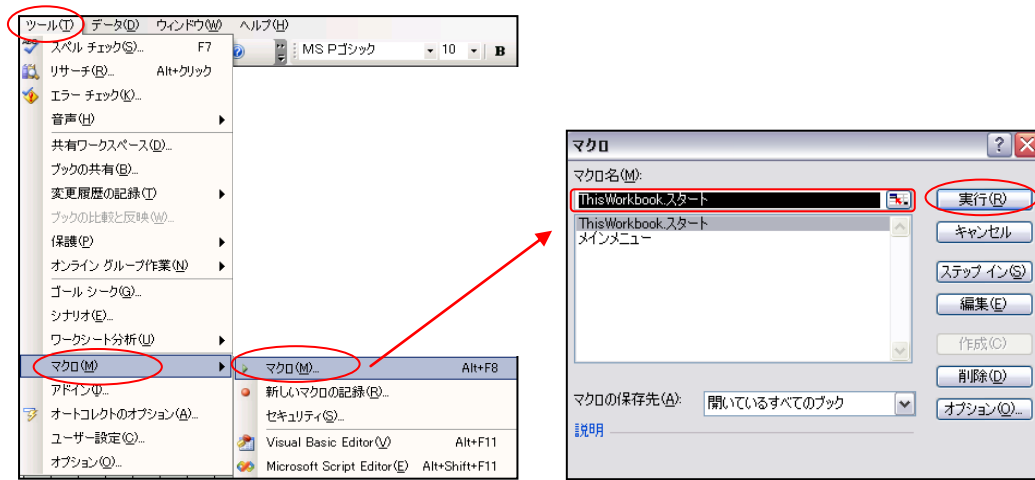 ツール(T) データ(D) ウィンドウ(W) ヘルプ(H)
MS Pゴシック 10 B
スペル チェック(S)... F7
リサーチ(R)... Alt+クリック
エラー チェック(K)...
音声(H)
共有ワークスペース(D)...
ブックの共有(B)...
変更履歴の記録(T)
ブックの比較と反映(W)...
保護(P)
オンライン グループ作業(N)
ゴール シーク(G)...
シナリオ(E)...
ワークシート分析(U)
マクロ(M)
アドイン(I)...
オートコレクトのオプション(A)...
ユーザー設定(C)...
オプション(O)...
マクロ(M)... Alt+F8
新しいマクロの記録(R)...
セキュリティ(S)...
Visual Basic Editor(V) Alt+F11
Microsoft Script Editor(E) Alt+Shift+F11
マクロ
マクロ名(M):
ThisWorkbook.スタート
ThisWorkbook.スタート
メインメニュー
実行(R)
キャンセル
ステップ イン(S)
編集(E)
作成(C)
削除(D)
オプション(O)...
マクロの保存先(A): 開いているすべてのブック
説明